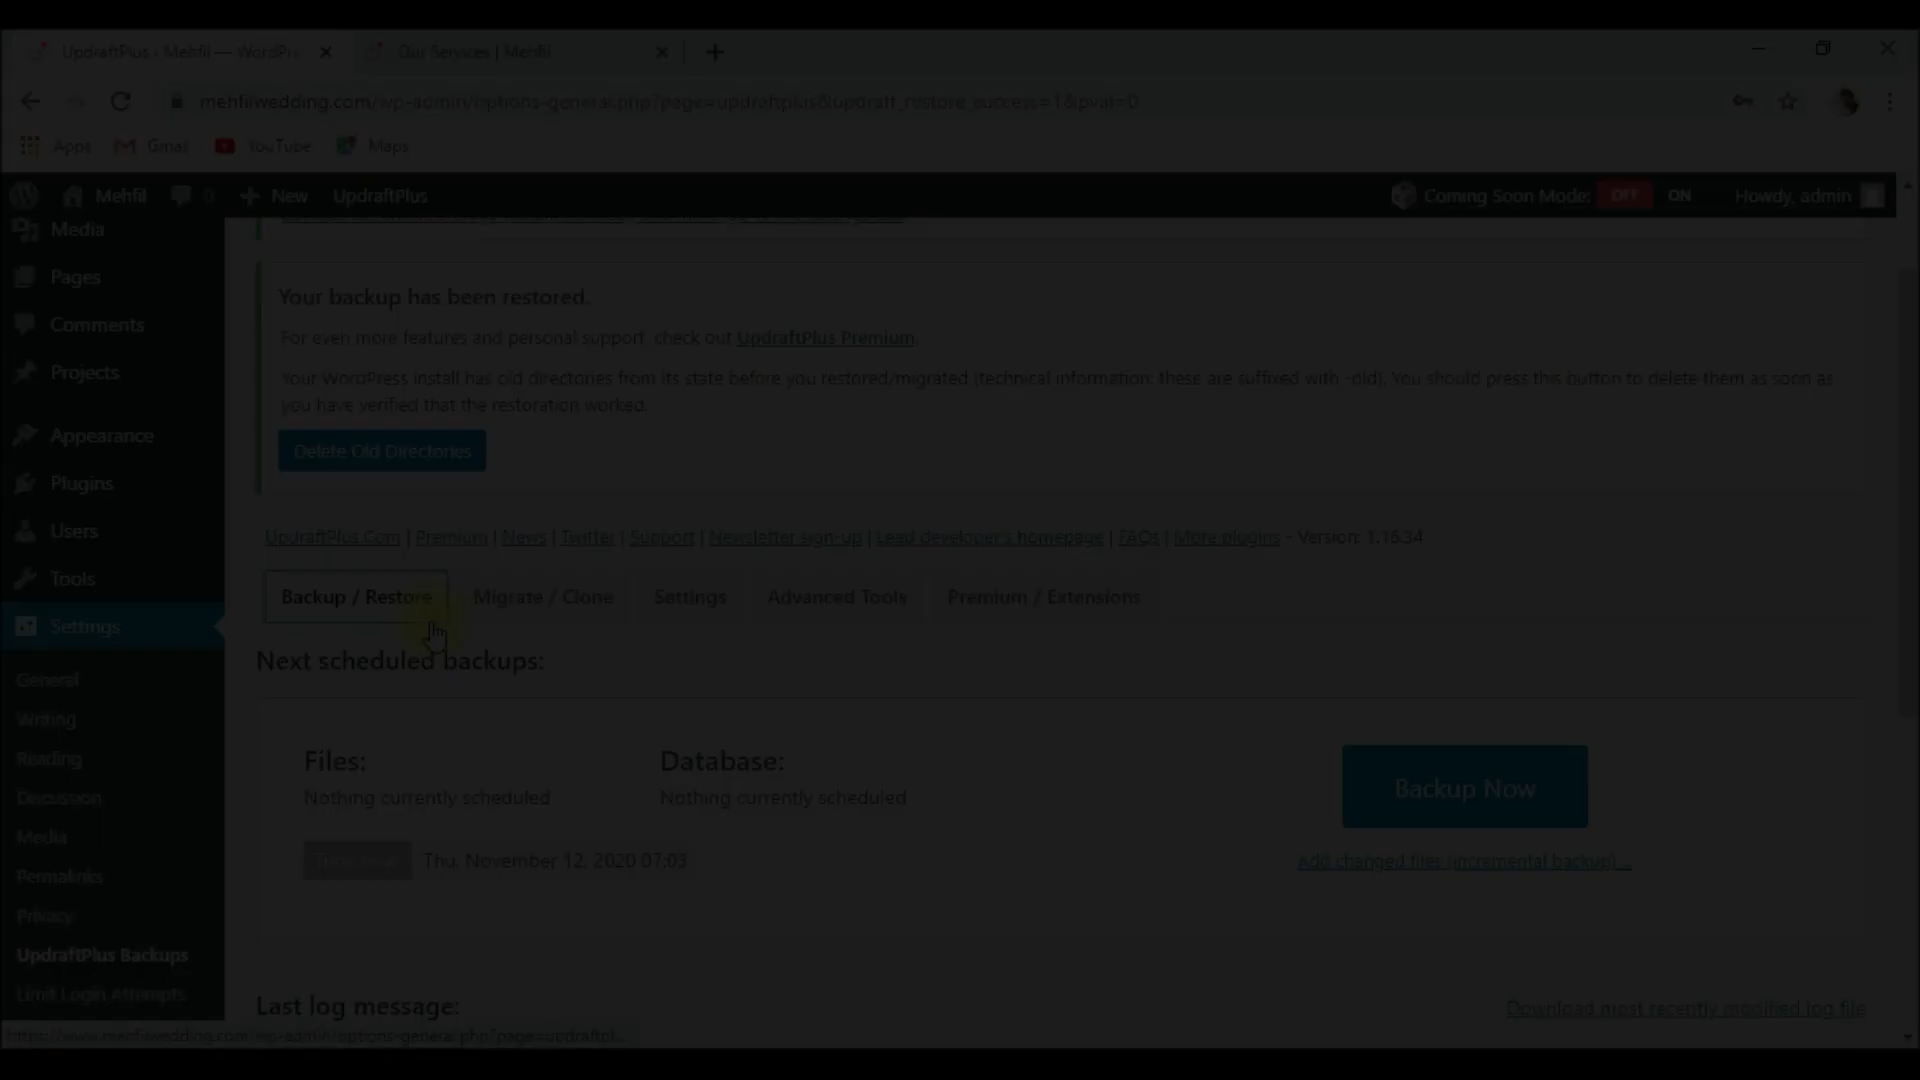 UpdraftPlus ‹ Mehfil — WordPre
Our Services | Mehfil
mehfilwedding.com/wp-admin/options-general.php?page=updraftplus&updraft_restore_success=1&pval=0
Apps Gmail YouTube Maps
Mehfil 0 New UpdraftPlus Coming Soon Mode: OFF ON Howdy, admin
Media
Pages
Comments
Projects
Appearance
Plugins
Users
Tools
Settings
General
Writing
Reading
Discussion
Media
Permalinks
Privacy
UpdraftPlus Backups
Limit Login Attempts
Your backup has been restored.
For even more features and personal support, check out UpdraftPlus Premium.
Your WordPress install has old directories from its state before you restored/migrated (technical information: these are suffixed with -old). You should press this button to delete them as soon as
you have verified that the restoration worked.
Delete Old Directories
UpdraftPlus.Com | Premium | News | Twitter | Support | Newsletter sign-up | Lead developer's homepage | FAQs | More plugins - Version: 1.16.34
Backup / Restore Migrate / Clone Settings Advanced Tools Premium / Extensions
Next scheduled backups:
Files: Database:
Nothing currently scheduled Nothing currently scheduled
Backup Now
Thu, November 12, 2020 07:03
Add changed files (incremental backup) ...
Last log message:
Download most recently modified log file
https://www.mehfilwedding.com/wp-admin/options-general.php?page=updraftpl...